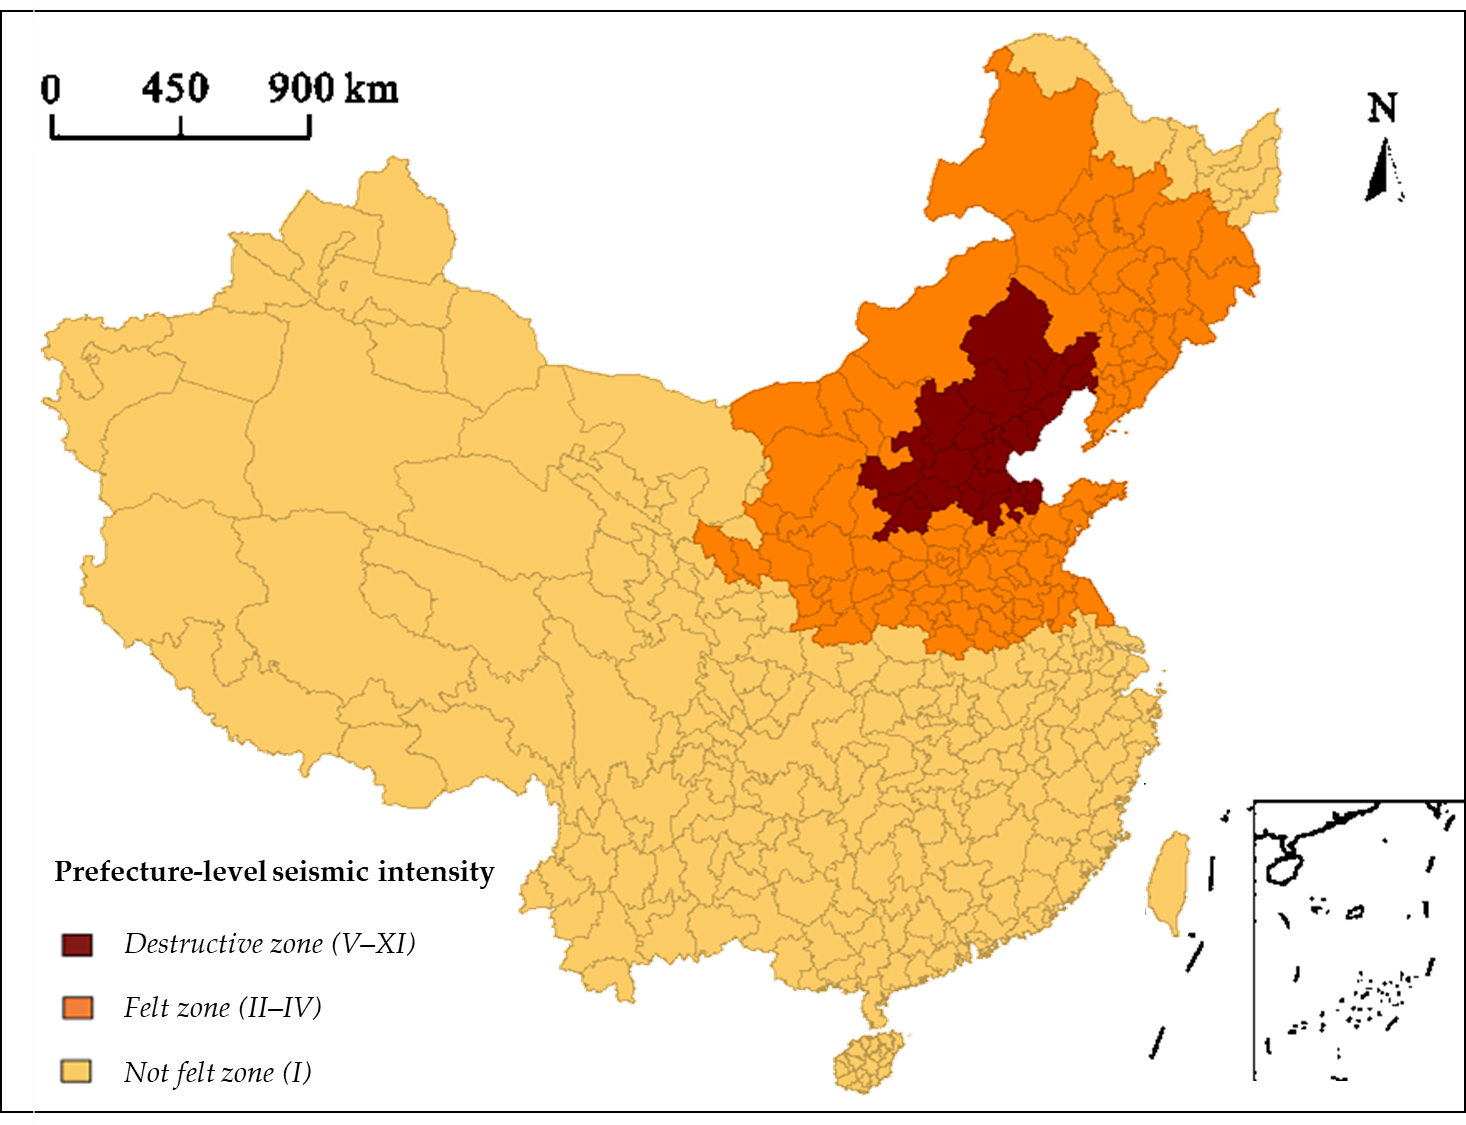 0 450 900 km
N
Prefecture-level seismic intensity
Destructive zone (V–XI)
Felt zone (II–IV)
Not felt zone (I)